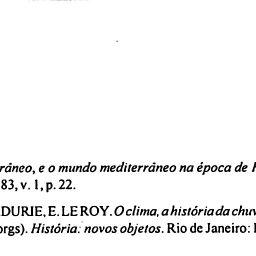 râneo, e o mundo mediterrâneo na época de
83, v. 1, p. 22.
DURIE, E. LE ROY. O clima, a história da chuv
orgs). História: novos objetos. Rio de Janeiro: